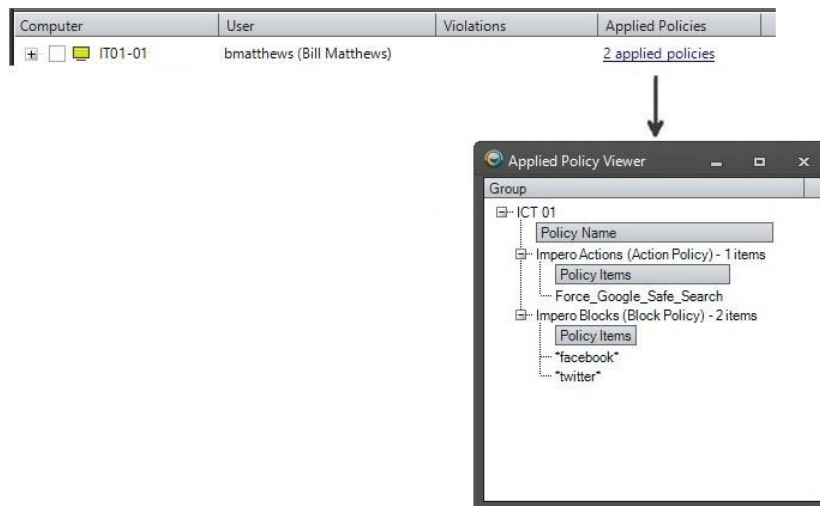 Computer User Violations Applied Policies
IT01-01 bmatthews (Bill Matthews) 2 applied policies
Applied Policy Viewer
Group
ICT 01
Policy Name
Impero Actions (Action Policy) - 1 items
Policy Items
Force_Google_Safe_Search
Impero Blocks (Block Policy) - 2 items
Policy Items
*facebook*
*twitter*